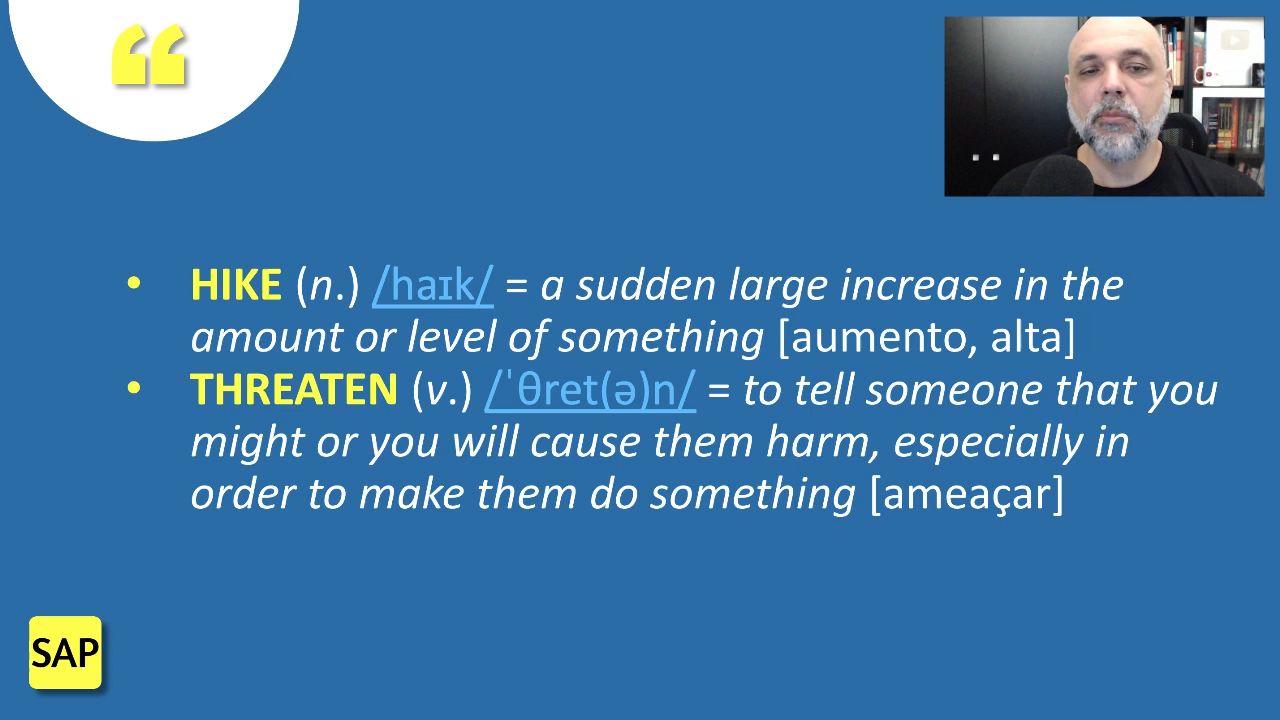 • HIKE (n.) /haɪk/ = a sudden large increase in the
amount or level of something [aumento, alta]
• THREATEN (v.) /ˈθret(ə)n/ = to tell someone that you
might or you will cause them harm, especially in
order to make them do something [ameaçar]
SAP